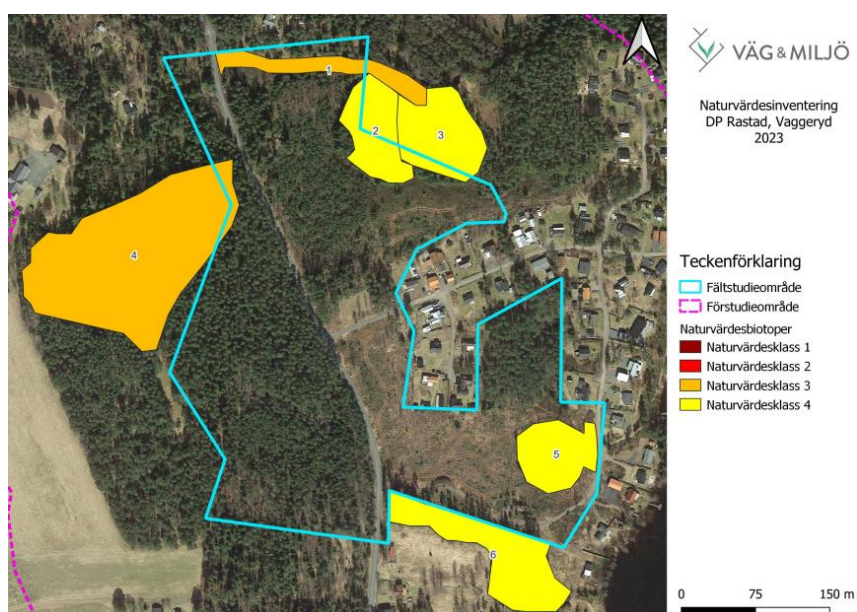 VÄG & MILJÖ
Naturvärdesinventering
DP Rastad, Vaggeryd
2023
Teckenförklaring
Fältstudieområde
Förstudieområde
Naturvärdesbiotoper
Naturvärdesklass 1
Naturvärdesklass 2
Naturvärdesklass 3
Naturvärdesklass 4
1
2
3
4
5
6
0 75 150 m